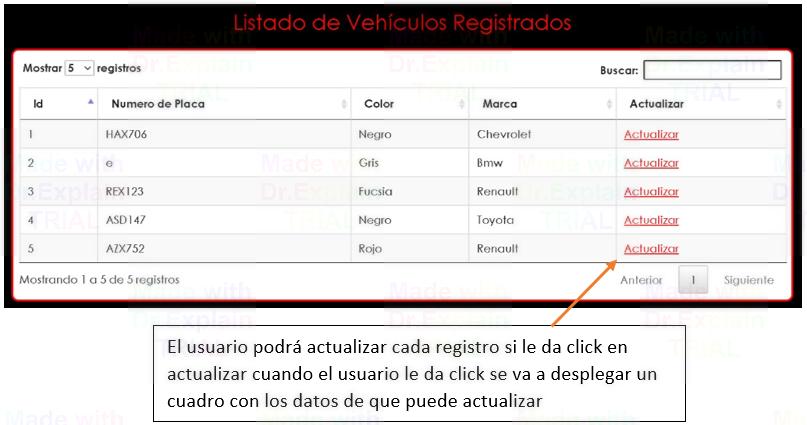 Listado de Vehículos Registrados
Mostrar 5 registros
Buscar:
Id Numero de Placa Color Marca Actualizar
1 HAX706 Negro Chevrolet Actualizar
2 e Gris Bmw Actualizar
3 REX123 Fucsia Renault Actualizar
4 ASD147 Negro Toyota Actualizar
5 AZX752 Rojo Renault Actualizar
Mostrando 1 a 5 de 5 registros Anterior 1 Siguiente
El usuario podrá actualizar cada registro si le da click en
actualizar cuando el usuario le da click se va a desplegar un
cuadro con los datos de que puede actualizar
Made with
Dr.Explain
TRIAL